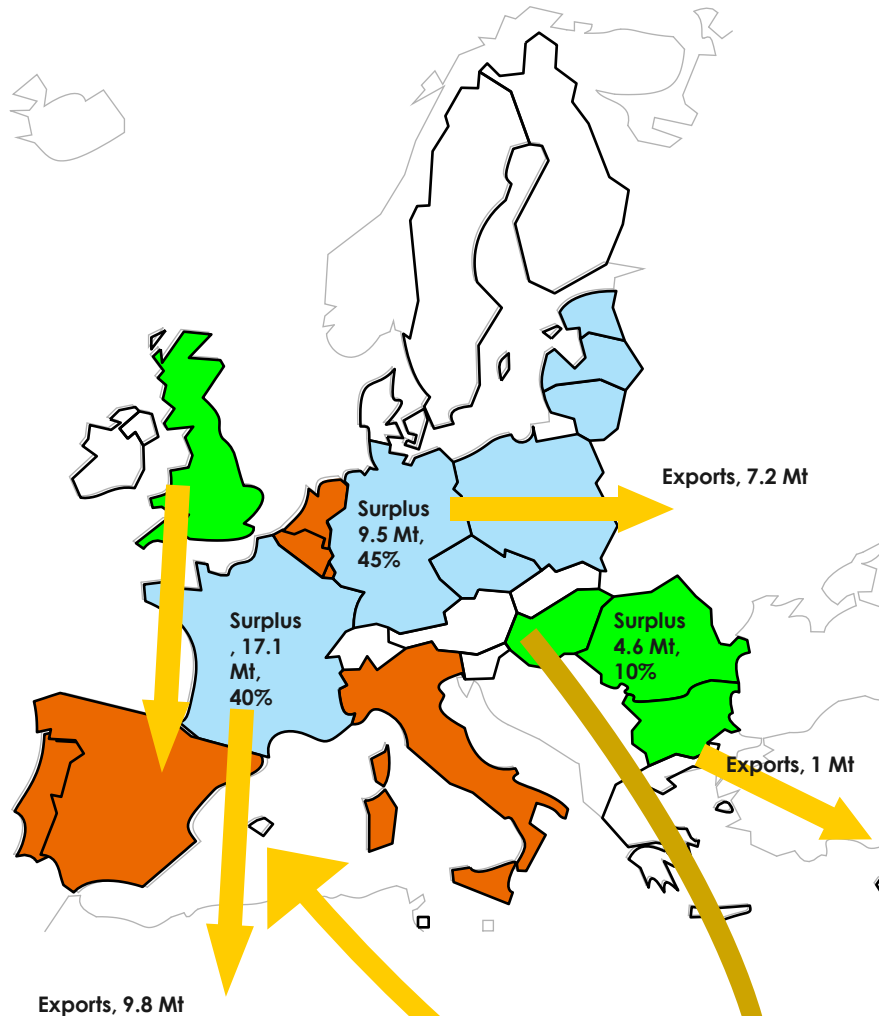 Exports, 7.2 Mt
Surplus
9.5 Mt,
45%
Surplus
, 17.1
Mt,
40%
Surplus
4.6 Mt,
10%
Exports, 1 Mt
Exports, 9.8 Mt